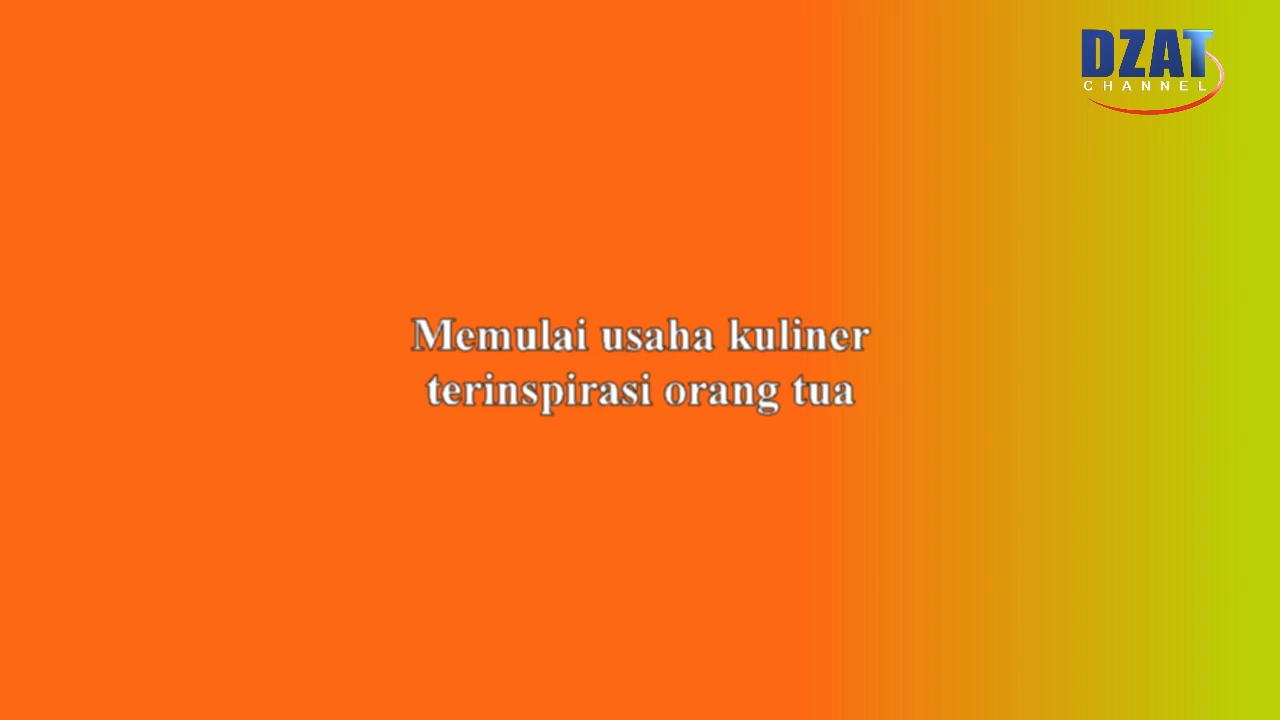 DZAT
CHANNEL
Memulai usaha kuliner
terinspirasi orang tua